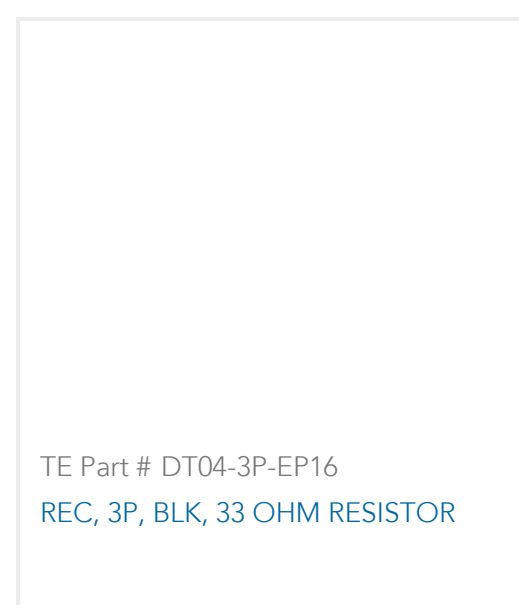 TE Part # DT04-3P-EP16
REC, 3P, BLK, 33 OHM RESISTOR